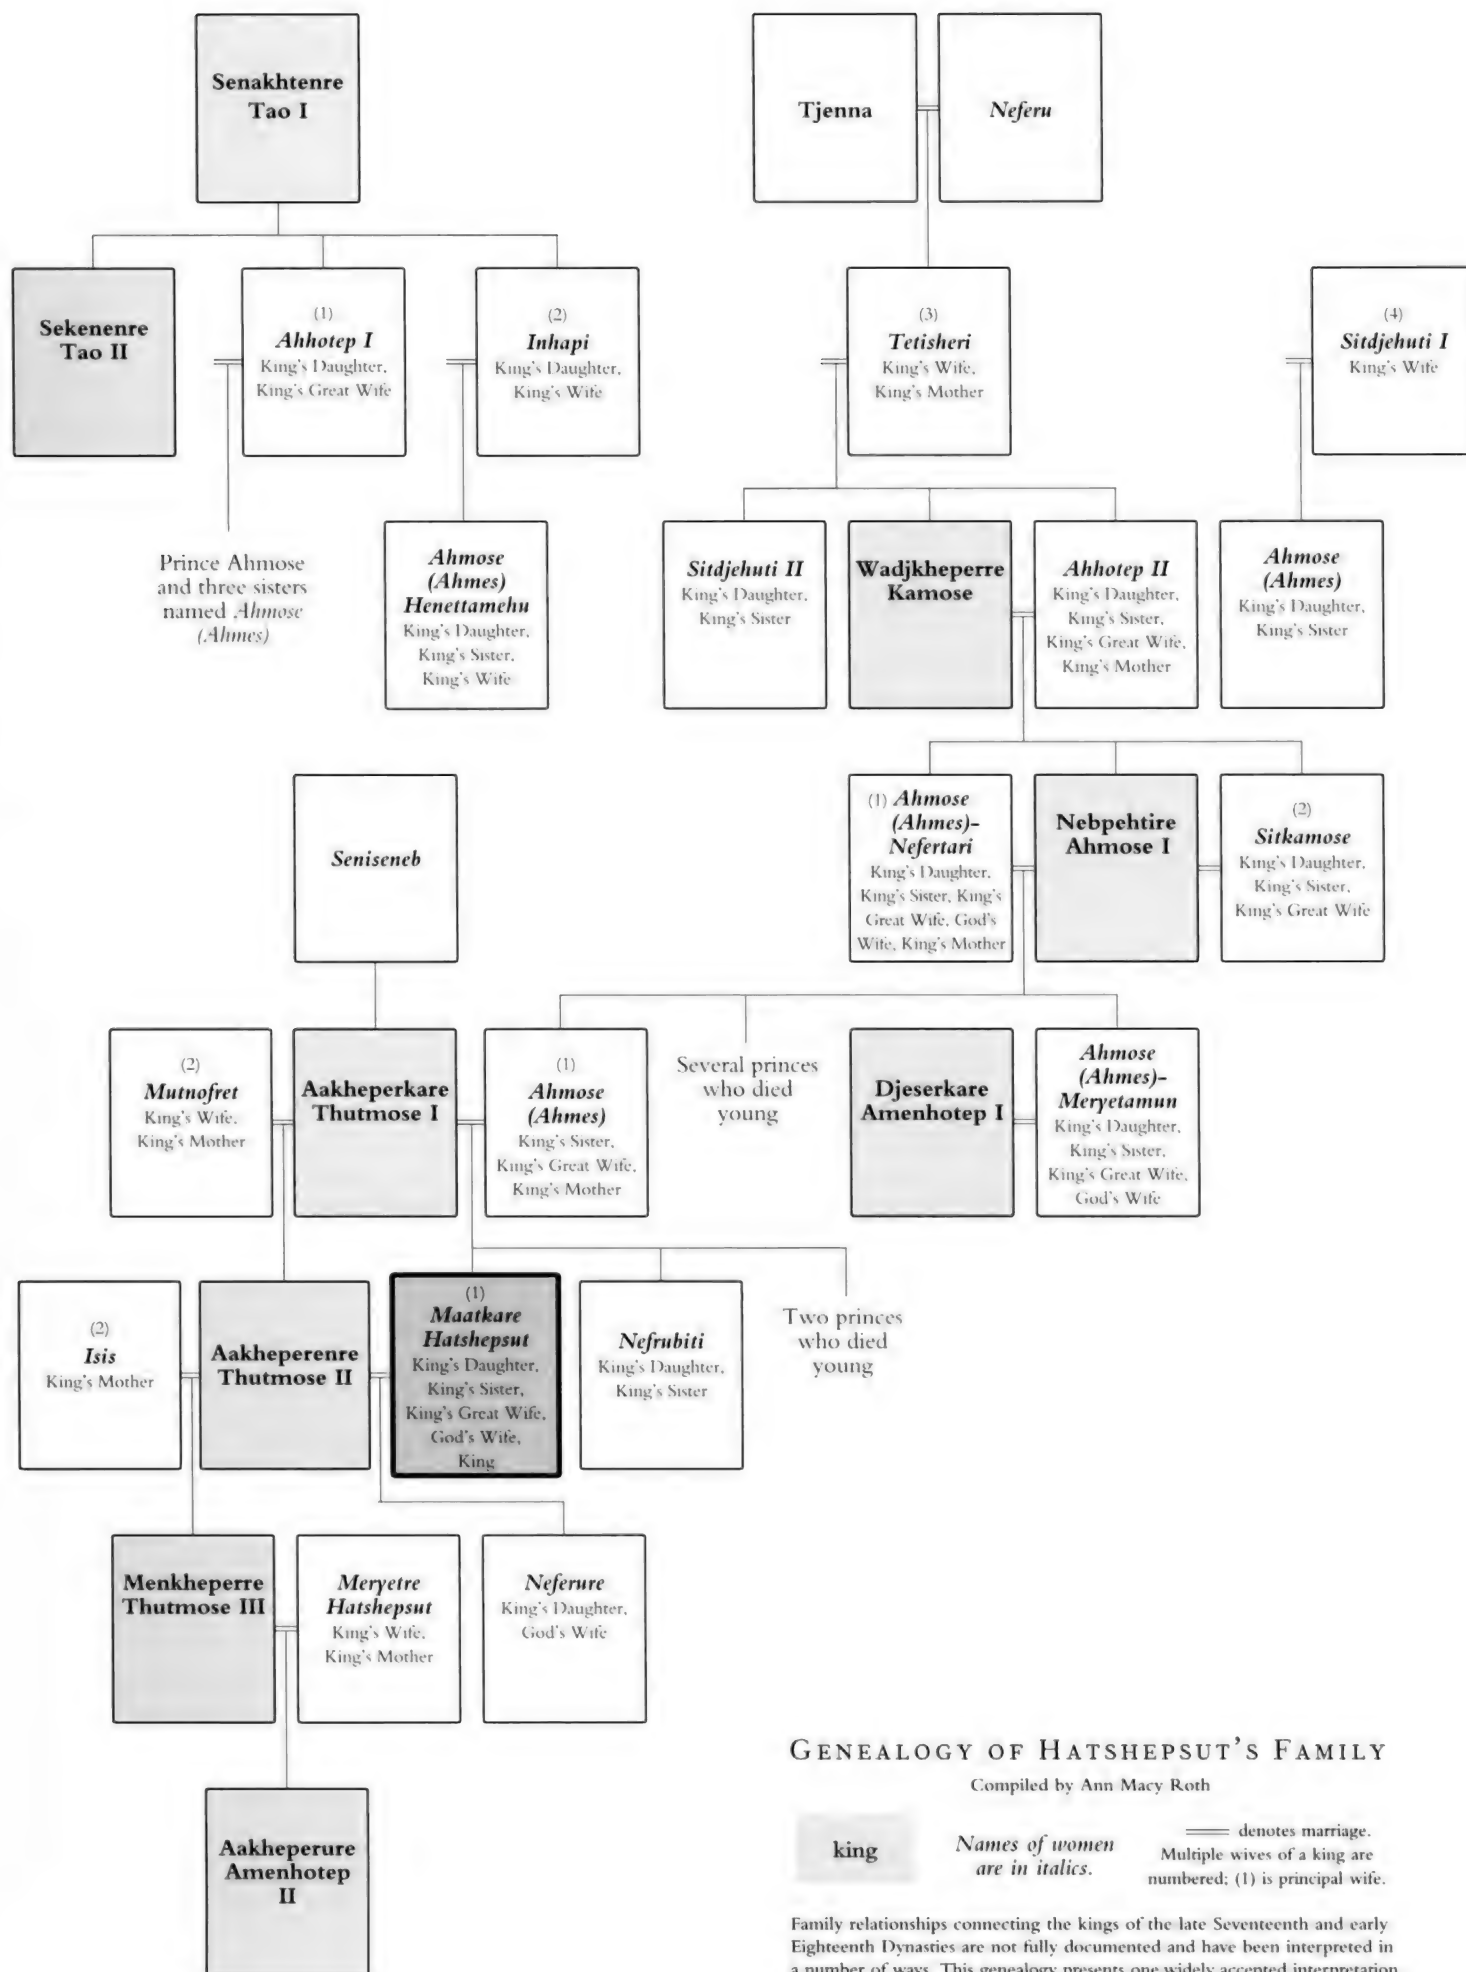 Senakhtenre
Tao I
Tjenna
Neferu
Sekenenre
Tao II
(1)
Ahhotep I
King's Daughter,
King's Great Wife
(2)
Inhapi
King's Daughter,
King's Wife
(3)
Tetisheri
King's Wife,
King's Mother
(4)
Sitdjehuti I
King's Wife
Prince Ahmose
and three sisters
named Ahmose
(Ahmes)
Ahmose
(Ahmes)
Henettamehu
King's Daughter,
King's Sister,
King's Wife
Sitdjehuti II
King's Daughter,
King's Sister
Wadjkheperre
Kamose
Ahhotep II
King's Daughter,
King's Sister,
King's Great Wife,
King's Mother
Ahmose
(Ahmes)
King's Daughter,
King's Sister
Seniseneb
(1) Ahmose
(Ahmes)-
Nefertari
King's Daughter,
King's Sister, King's
Great Wife, God's
Wife, King's Mother
Nebpehtire
Ahmose I
(2)
Sitkamose
King's Daughter,
King's Sister,
King's Great Wife
(2)
Mutnofret
King's Wife,
King's Mother
Aakheperkare
Thutmose I
(1)
Ahmose
(Ahmes)
King's Sister,
King's Great Wife,
King's Mother
Several princes
who died
young
Djeserkare
Amenhotep I
Ahmose
(Ahmes)-
Meryetamun
King's Daughter,
King's Sister,
King's Great Wife,
God's Wife
(2)
Isis
King's Mother
Aakheperenre
Thutmose II
(1)
Maatkare
Hatshepsut
King's Daughter,
King's Sister,
King's Great Wife,
God's Wife,
King
Nefrubiti
King's Daughter,
King's Sister
Two princes
who died
young
Menkheperre
Thutmose III
Meryetre
Hatshepsut
King's Wife,
King's Mother
Neferure
King's Daughter,
God's Wife
Aakheperure
Amenhotep
II
GENEALOGY OF HATSHEPSUT'S FAMILY
Compiled by Ann Macy Roth
king
Names of women
are in italics.
denotes marriage.
Multiple wives of a king are
numbered; (1) is principal wife.
Family relationships connecting the kings of the late Seventeenth and early
Eighteenth Dynasties are not fully documented and have been interpreted in
a number of ways. This genealogy presents one widely accepted interpretation